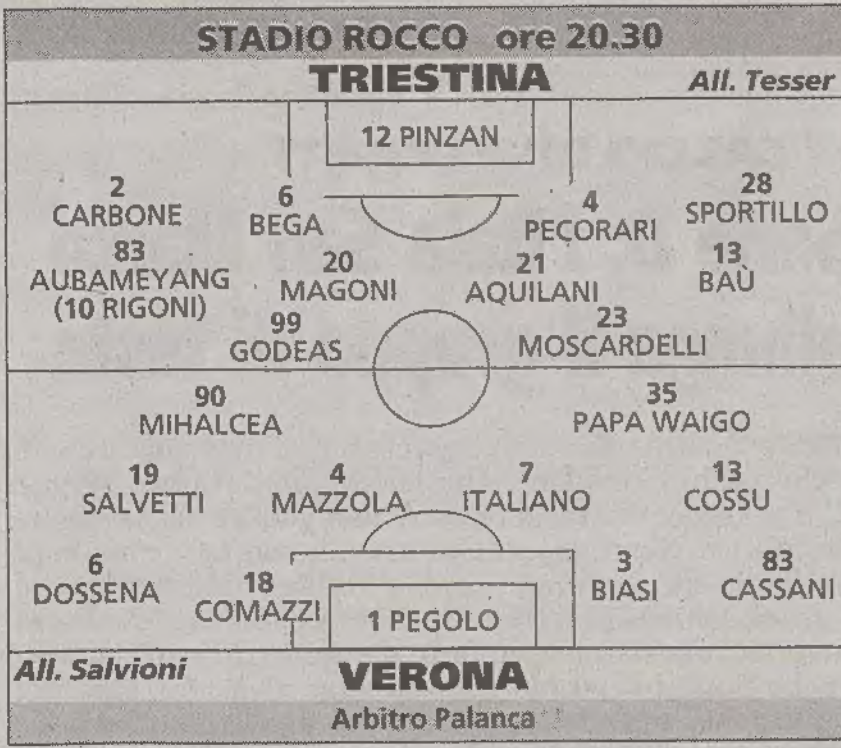 STADIO ROCCO ore 20.30
TRIESTINA All. Tesser
12 PINZAN
2 CARBONE
6 BEGA
4 PECORARI
28 SPORTILLO
83 AUBAMEYANG
(10 RIGONI)
20 MAGONI
21 AQUILANI
13 BAÙ
99 GODEAS
23 MOSCARDELLI
90 MIHALCEA
35 PAPA WAIGO
19 SALVETTI
4 MAZZOLA
7 ITALIANO
13 COSSU
6 DOSSENA
18 COMAZZI
3 BIASI
83 CASSANI
1 PEGOLO
All. Salvioni VERONA
Arbitro Palanca